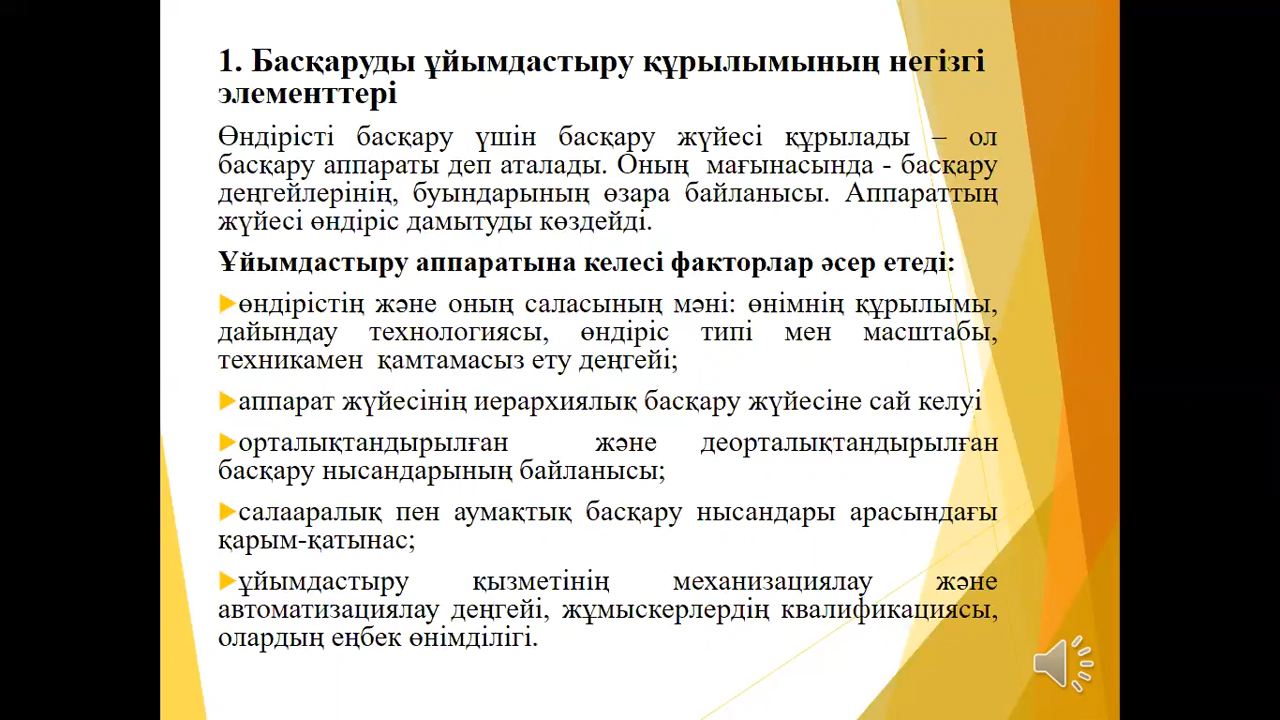 1. Басқаруды ұйымдастыру құрылымының негізгі
элементтері
Өндірісті басқару үшін басқару жүйесі құрылады – ол
басқару аппараты деп аталады. Оның мағынасында - басқару
деңгейлерінің, буындарының өзара байланысы. Аппараттың
жүйесі өндіріс дамытуды көздейді.
Ұйымдастыру аппаратына келесі факторлар әсер етеді:
өндірістің және оның саласының мәні: өнімнің құрылымы,
дайындау технологиясы, өндіріс типі мен масштабы,
техникамен қамтамасыз ету деңгейі;
аппарат жүйесінің иерархиялық басқару жүйесіне сай келуі
орталықтандырылған және деорталықтандырылған
басқару нысандарының байланысы;
салааралық пен аумақтық басқару нысандары арасындағы
қарым-қатынас;
ұйымдастыру қызметінің механизациялау және
автоматизациялау деңгейі, жұмыскерлердің квалификациясы,
олардың еңбек өнімділігі.